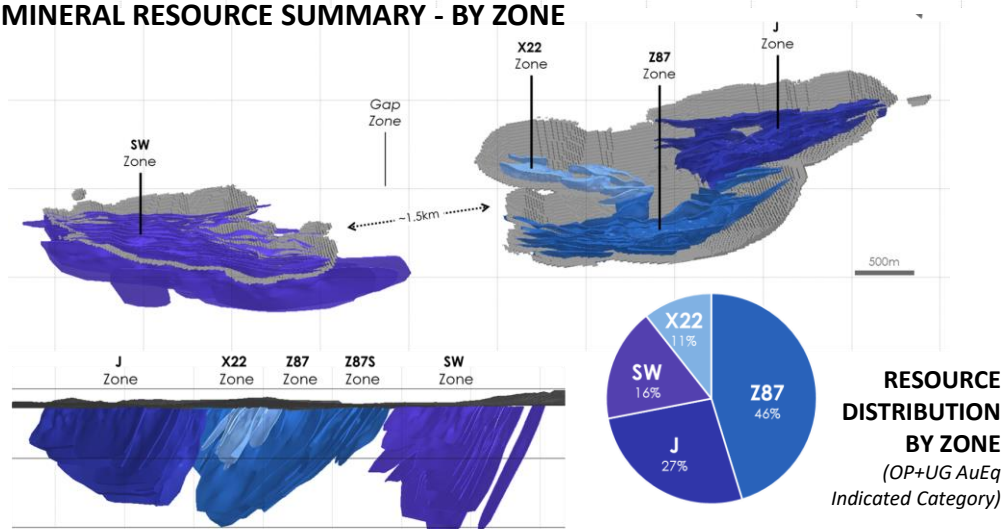 MINERAL RESOURCE SUMMARY - BY ZONE
SW
Zone
Gap
Zone
~1.5km
X22
Zone
Z87
Zone
J
Zone
500m
J
Zone
X22
Zone
Z87
Zone
Z87S
Zone
SW
Zone
X22
11%
SW
16%
J
27%
Z87
46%
RESOURCE
DISTRIBUTION
BY ZONE
(OP+UG AuEq
Indicated Category)